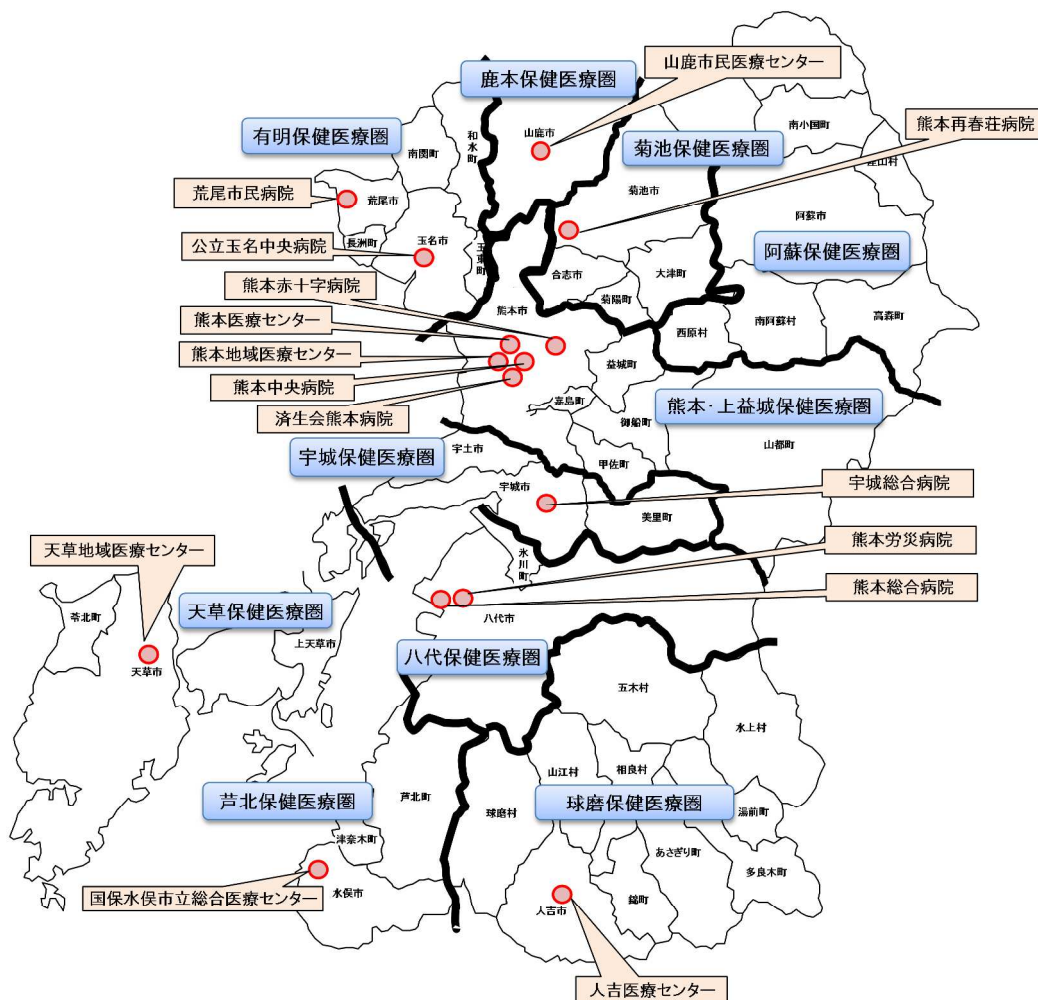 鹿本保健医療圏
山鹿市民医療センター
有明保健医療圏
和水町
山鹿市
南小国町
熊本再春荘病院
南関町
菊池保健医療圏
産山村
荒尾市民病院
荒尾市
菊池市
阿蘇市
長洲町
玉名市
玉東町
公立玉名中央病院
阿蘇保健医療圏
熊本赤十字病院
合志市
大津町
菊陽町
熊本市
熊本医療センター
西原村
南阿蘇村
高森町
熊本地域医療センター
益城町
熊本中央病院
済生会熊本病院
嘉島町
熊本・上益城保健医療圏
御船町
宇土市
山都町
宇城保健医療圏
甲佐町
宇城市
宇城総合病院
美里町
天草地域医療センター
氷川町
熊本労災病院
熊本総合病院
苓北町
天草保健医療圏
八代市
上天草市
天草市
八代保健医療圏
五木村
水上村
山江村
相良村
芦北保健医療圏
芦北町
球磨村
球磨保健医療圏
湯前町
津奈木町
あさぎり町
多良木町
国保水俣市立総合医療センター
水俣市
人吉市
錦町
人吉医療センター